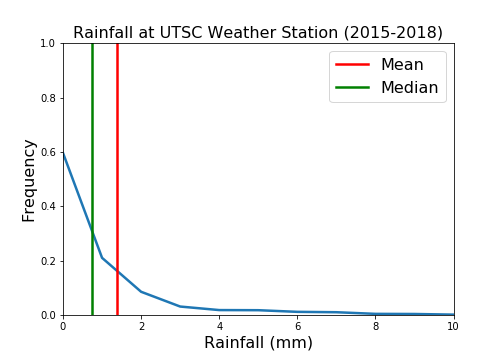 Rainfall at UTSC Weather Station (2015-2018)
1.0
0.8
0.6
0.4
0.2
0.0
Frequency
Mean
Median
0 2 4 6 8 10
Rainfall (mm)